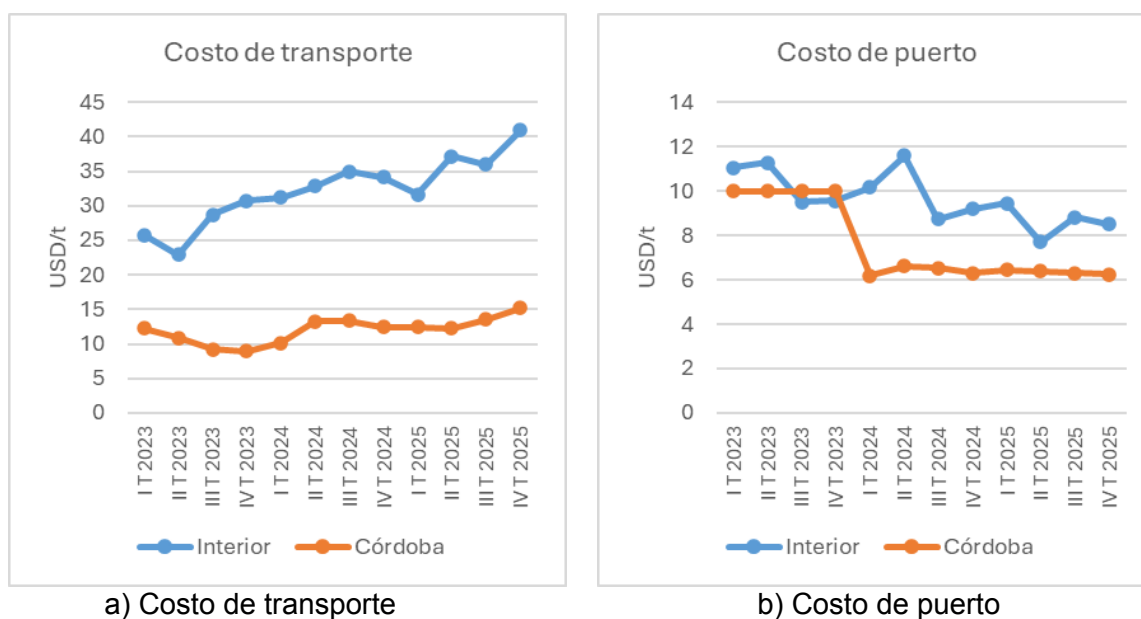 Costo de transporte
USD/t
45
40
35
30
25
20
15
10
5
0
I T 2023
II T 2023
III T 2023
IV T 2023
I T 2024
II T 2024
III T 2024
IV T 2024
I T 2025
II T 2025
III T 2025
IV T 2025
Interior Córdoba
a) Costo de transporte
Costo de puerto
USD/t
14
12
10
8
6
4
2
0
I T 2023
II T 2023
III T 2023
IV T 2023
I T 2024
II T 2024
III T 2024
IV T 2024
I T 2025
II T 2025
III T 2025
IV T 2025
Interior Córdoba
b) Costo de puerto